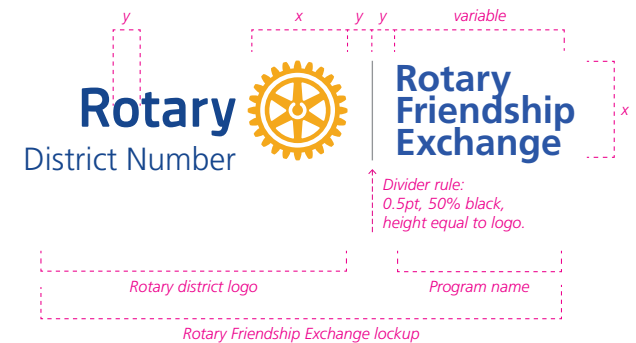 y x y y variable
Rotary
District Number
Rotary
Friendship
Exchange
x
Divider rule:
0.5pt, 50% black,
height equal to logo.
Rotary district logo
Program name
Rotary Friendship Exchange lockup